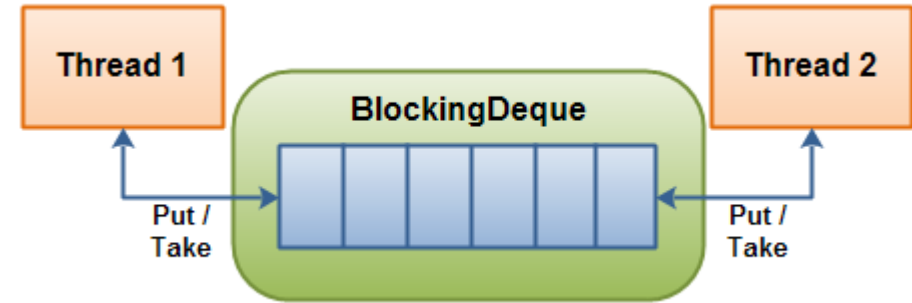 Thread 1
Thread 2
BlockingDeque
Put /
Take
Put /
Take